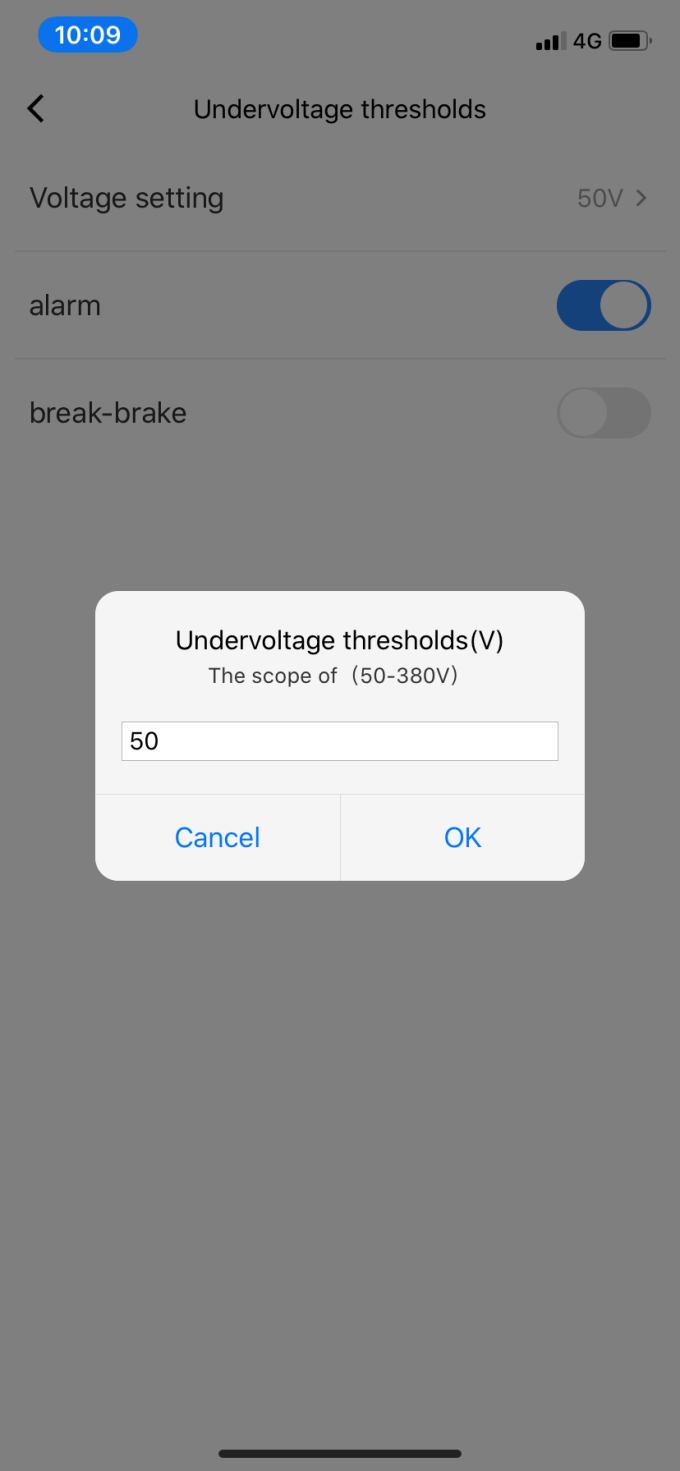 10:09
4G
Undervoltage thresholds
Voltage setting 50V
alarm
break-brake
Undervoltage thresholds(V)
The scope of（50-380V）
50
Cancel OK